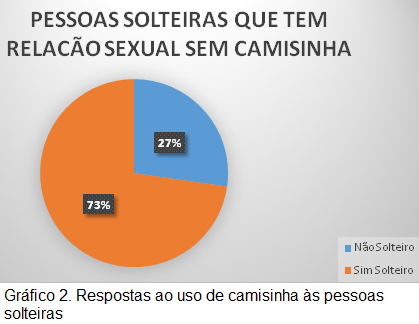 PESSOAS SOLTEIRAS QUE TEM
RELACÃO SEXUAL SEM CAMISINHA
27%
73%
Não Solteiro
Sim Solteiro
Gráfico 2. Respostas ao uso de camisinha às pessoas
solteiras